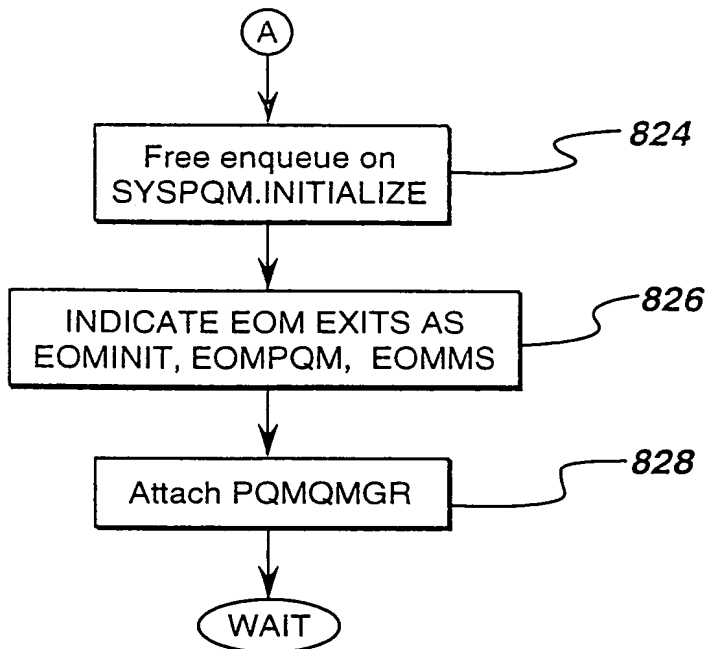 A
Free enqueue on
SYSPQM.INITIALIZE
824
INDICATE EOM EXITS AS
EOMINIT, EOMPQM, EOMMS
826
Attach PQMQMGR
828
WAIT